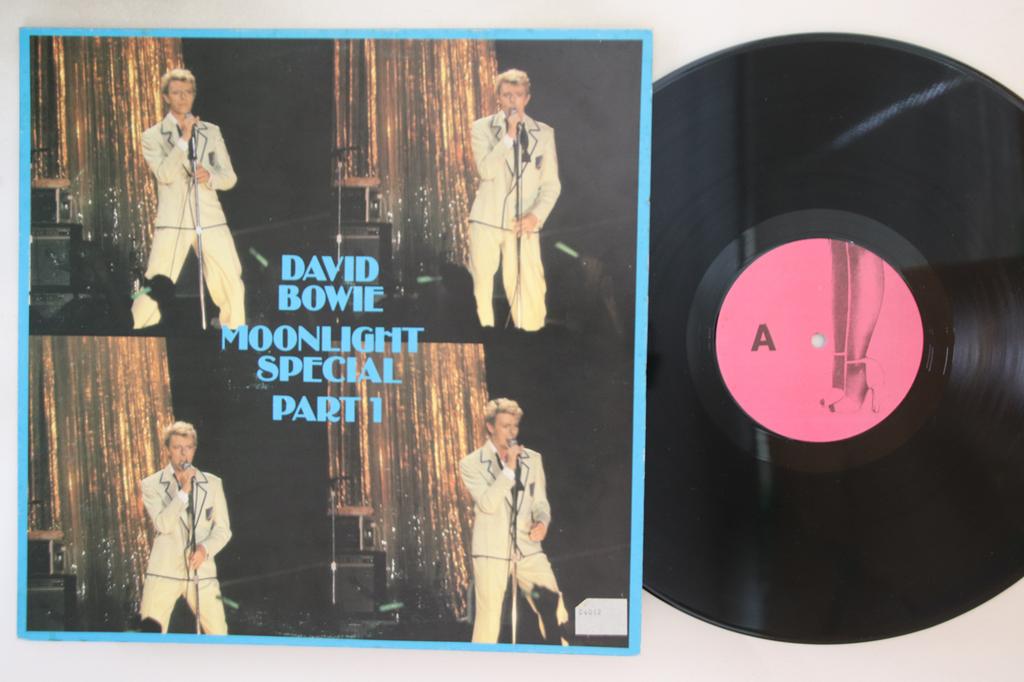 DAVID
BOWIE
MOONLIGHT
SPECIAL
PART 1
A